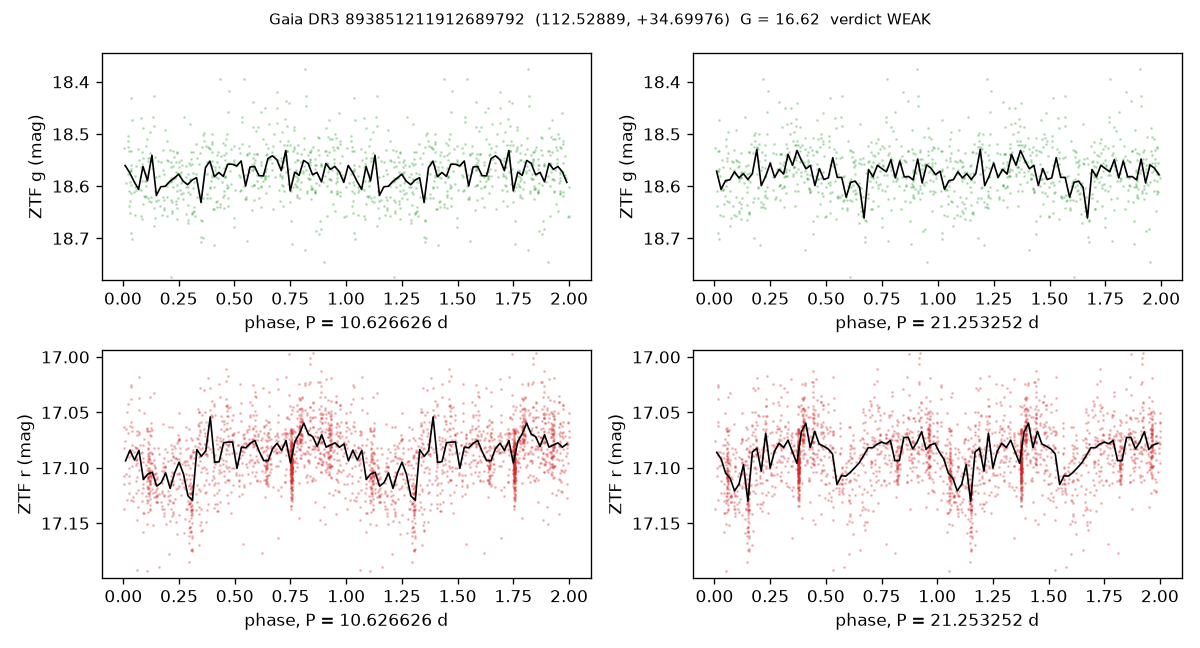 Gaia DR3 893851211912689792 (112.52889, +34.69976) G = 16.62 verdict WEAK
ZTF g (mag)
18.4
18.5
18.6
18.7
0.00 0.25 0.50 0.75 1.00 1.25 1.50 1.75 2.00
phase, P = 10.626626 d
ZTF g (mag)
18.4
18.5
18.6
18.7
0.00 0.25 0.50 0.75 1.00 1.25 1.50 1.75 2.00
phase, P = 21.253252 d
ZTF r (mag)
17.00
17.05
17.10
17.15
0.00 0.25 0.50 0.75 1.00 1.25 1.50 1.75 2.00
phase, P = 10.626626 d
ZTF r (mag)
17.00
17.05
17.10
17.15
0.00 0.25 0.50 0.75 1.00 1.25 1.50 1.75 2.00
phase, P = 21.253252 d